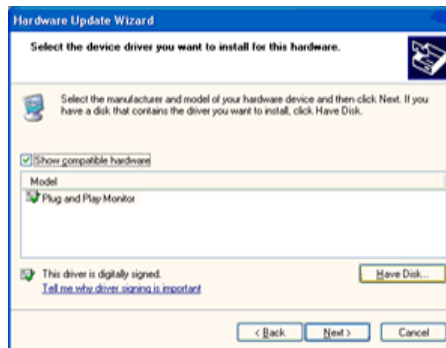 Hardware Update Wizard
Select the device driver you want to install for this hardware.
Select the manufacturer and model of your hardware device and then click Next. If you
have a disk that contains the driver you want to install, click Have Disk.
Show compatible hardware
Model
Plug and Play Monitor
This driver is digitally signed.
Have Disk...
Tell me why driver signing is important
< Back
Next >
Cancel